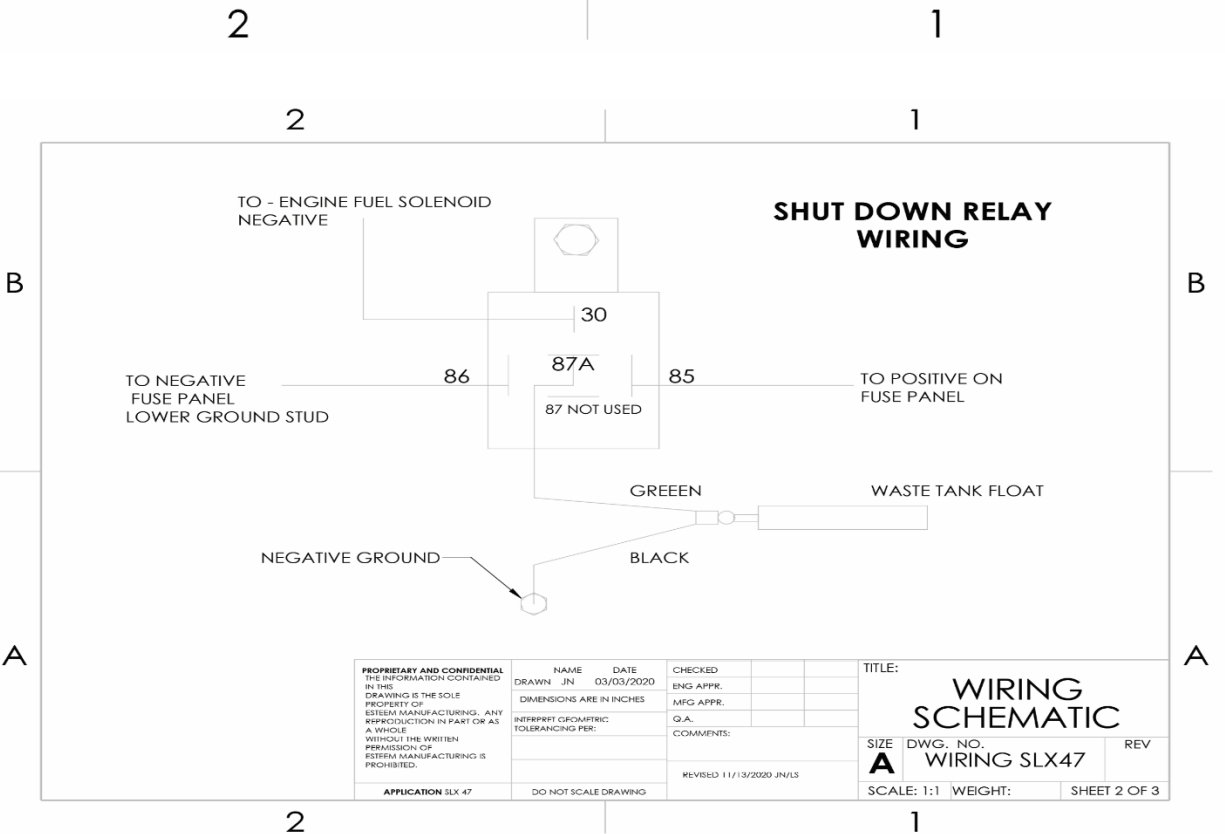 2 1
2 1
TO - ENGINE FUEL SOLENOID
NEGATIVE
SHUT DOWN RELAY
WIRING
B
B
30
87A
86
85
TO NEGATIVE
FUSE PANEL
LOWER GROUND STUD
TO POSITIVE ON
FUSE PANEL
87 NOT USED
GREEEN
WASTE TANK FLOAT
NEGATIVE GROUND
BLACK
A
A
PROPRIETARY AND CONFIDENTIAL
THE INFORMATION CONTAINED
IN THIS
DRAWING IS THE SOLE
PROPERTY OF
ESTEEM MANUFACTURING. ANY
REPRODUCTION IN PART OR AS
A WHOLE
WITHOUT THE WRITTEN
PERMISSION OF
ESTEEM MANUFACTURING IS
PROHIBITED.
APPLICATION SLX 47
NAME DATE
DRAWN JN 03/03/2020
DIMENSIONS ARE IN INCHES
INTERPRET GEOMETRIC
TOLERANCING PER:
DO NOT SCALE DRAWING
CHECKED
ENG APPR.
MFG APPR.
Q.A.
COMMENTS:
REVISED 11/13/2020 JN/LS
TITLE:
WIRING
SCHEMATIC
SIZE DWG. NO. REV
A WIRING SLX47
SCALE: 1:1 WEIGHT: SHEET 2 OF 3
2 1